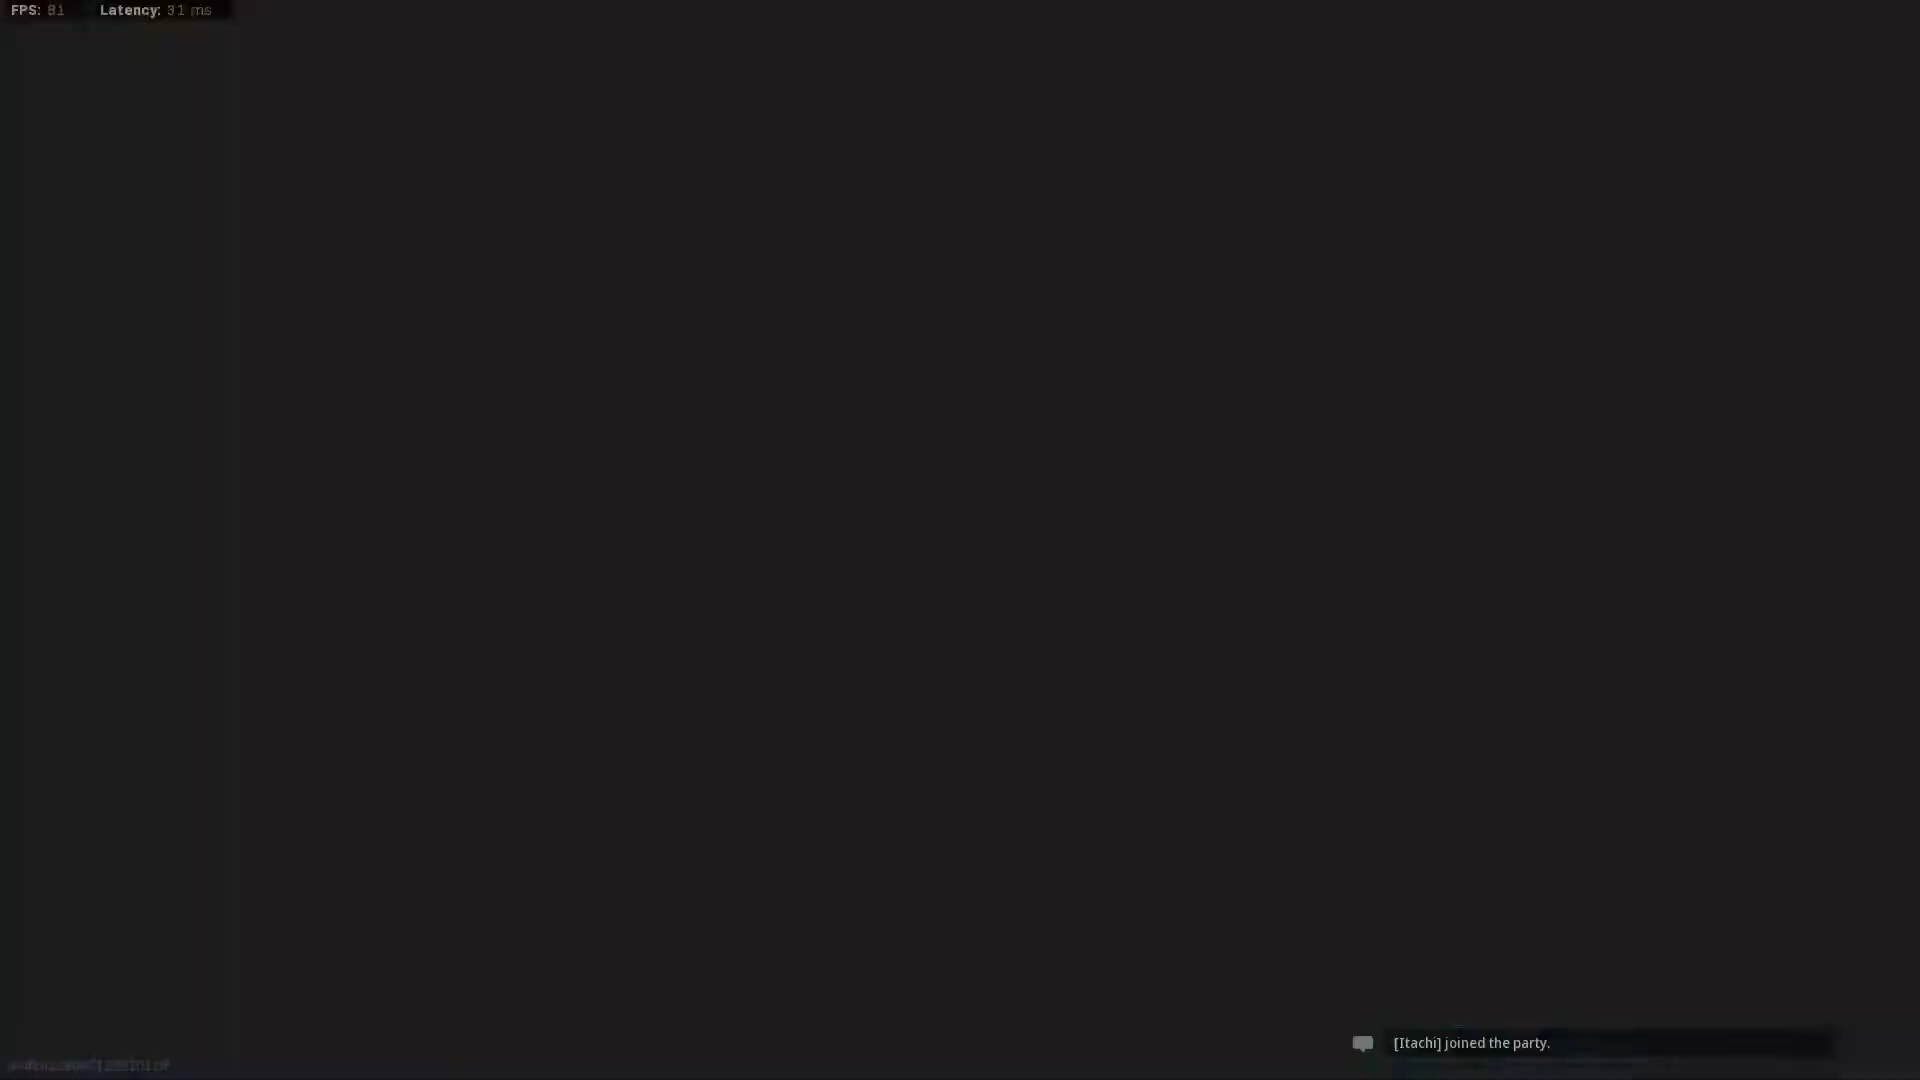 FPS: 81 Latency: 31 ms
[Itachi] joined the party.